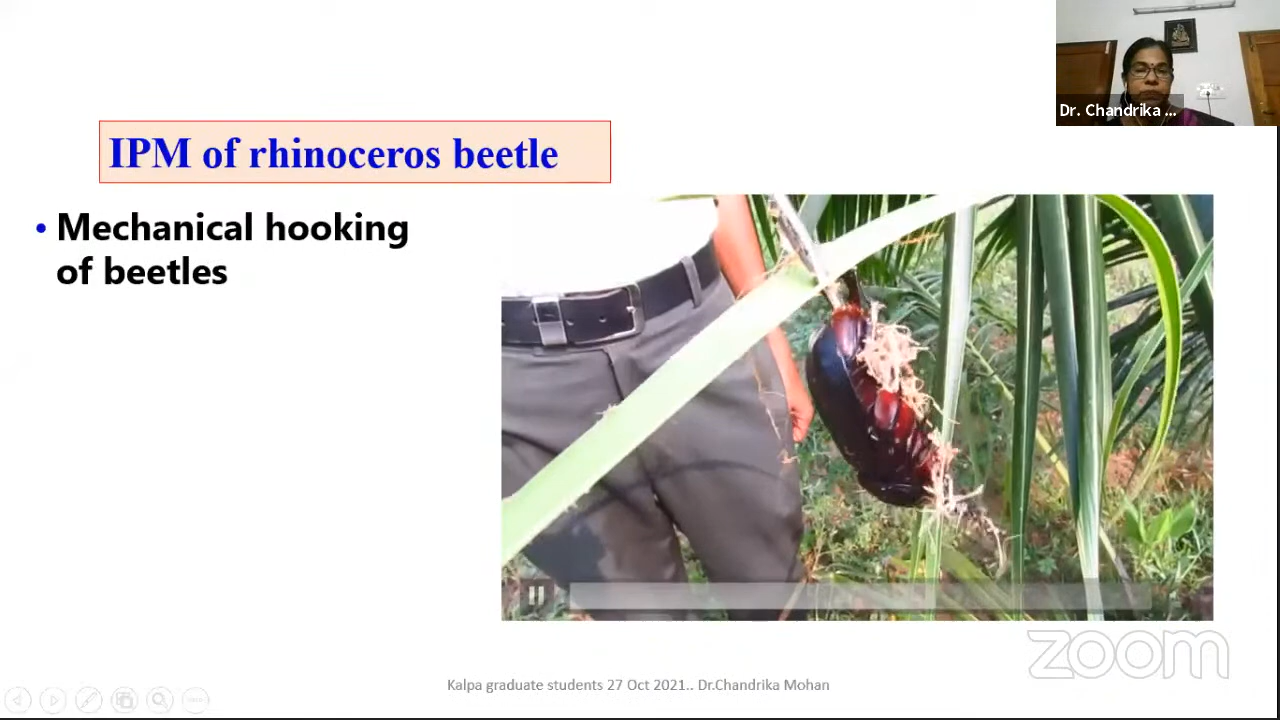 Dr. Chandrika ...
IPM of rhinoceros beetle
• Mechanical hooking
of beetles
zoom
Kalpa graduate students 27 Oct 2021.. Dr.Chandrika Mohan